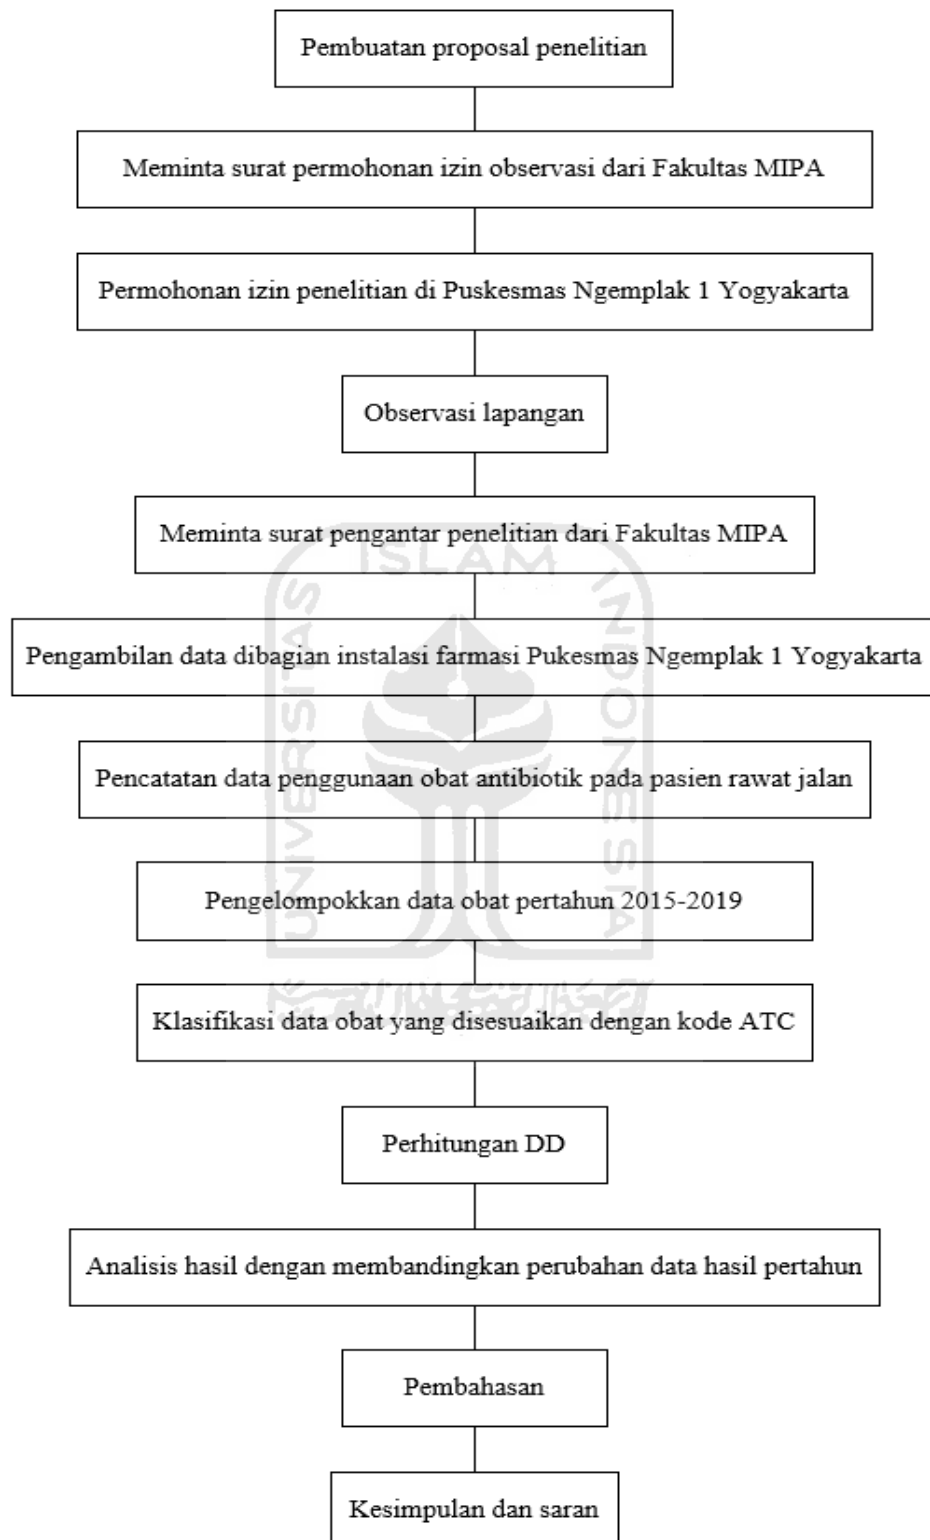 Pembuatan proposal penelitian
Meminta surat permohonan izin observasi dari Fakultas MIPA
Permohonan izin penelitian di Puskesmas Ngemplak 1 Yogyakarta
Observasi lapangan
Meminta surat pengantar penelitian dari Fakultas MIPA
Pengambilan data dibagian instalasi farmasi Pukesmas Ngemplak 1 Yogyakarta
Pencatatan data penggunaan obat antibiotik pada pasien rawat jalan
Pengelompokkan data obat pertahun 2015-2019
Klasifikasi data obat yang disesuaikan dengan kode ATC
Perhitungan DD
Analisis hasil dengan membandingkan perubahan data hasil pertahun
Pembahasan
Kesimpulan dan saran
UNIVERSITAS
ISLAM
INDONESIA